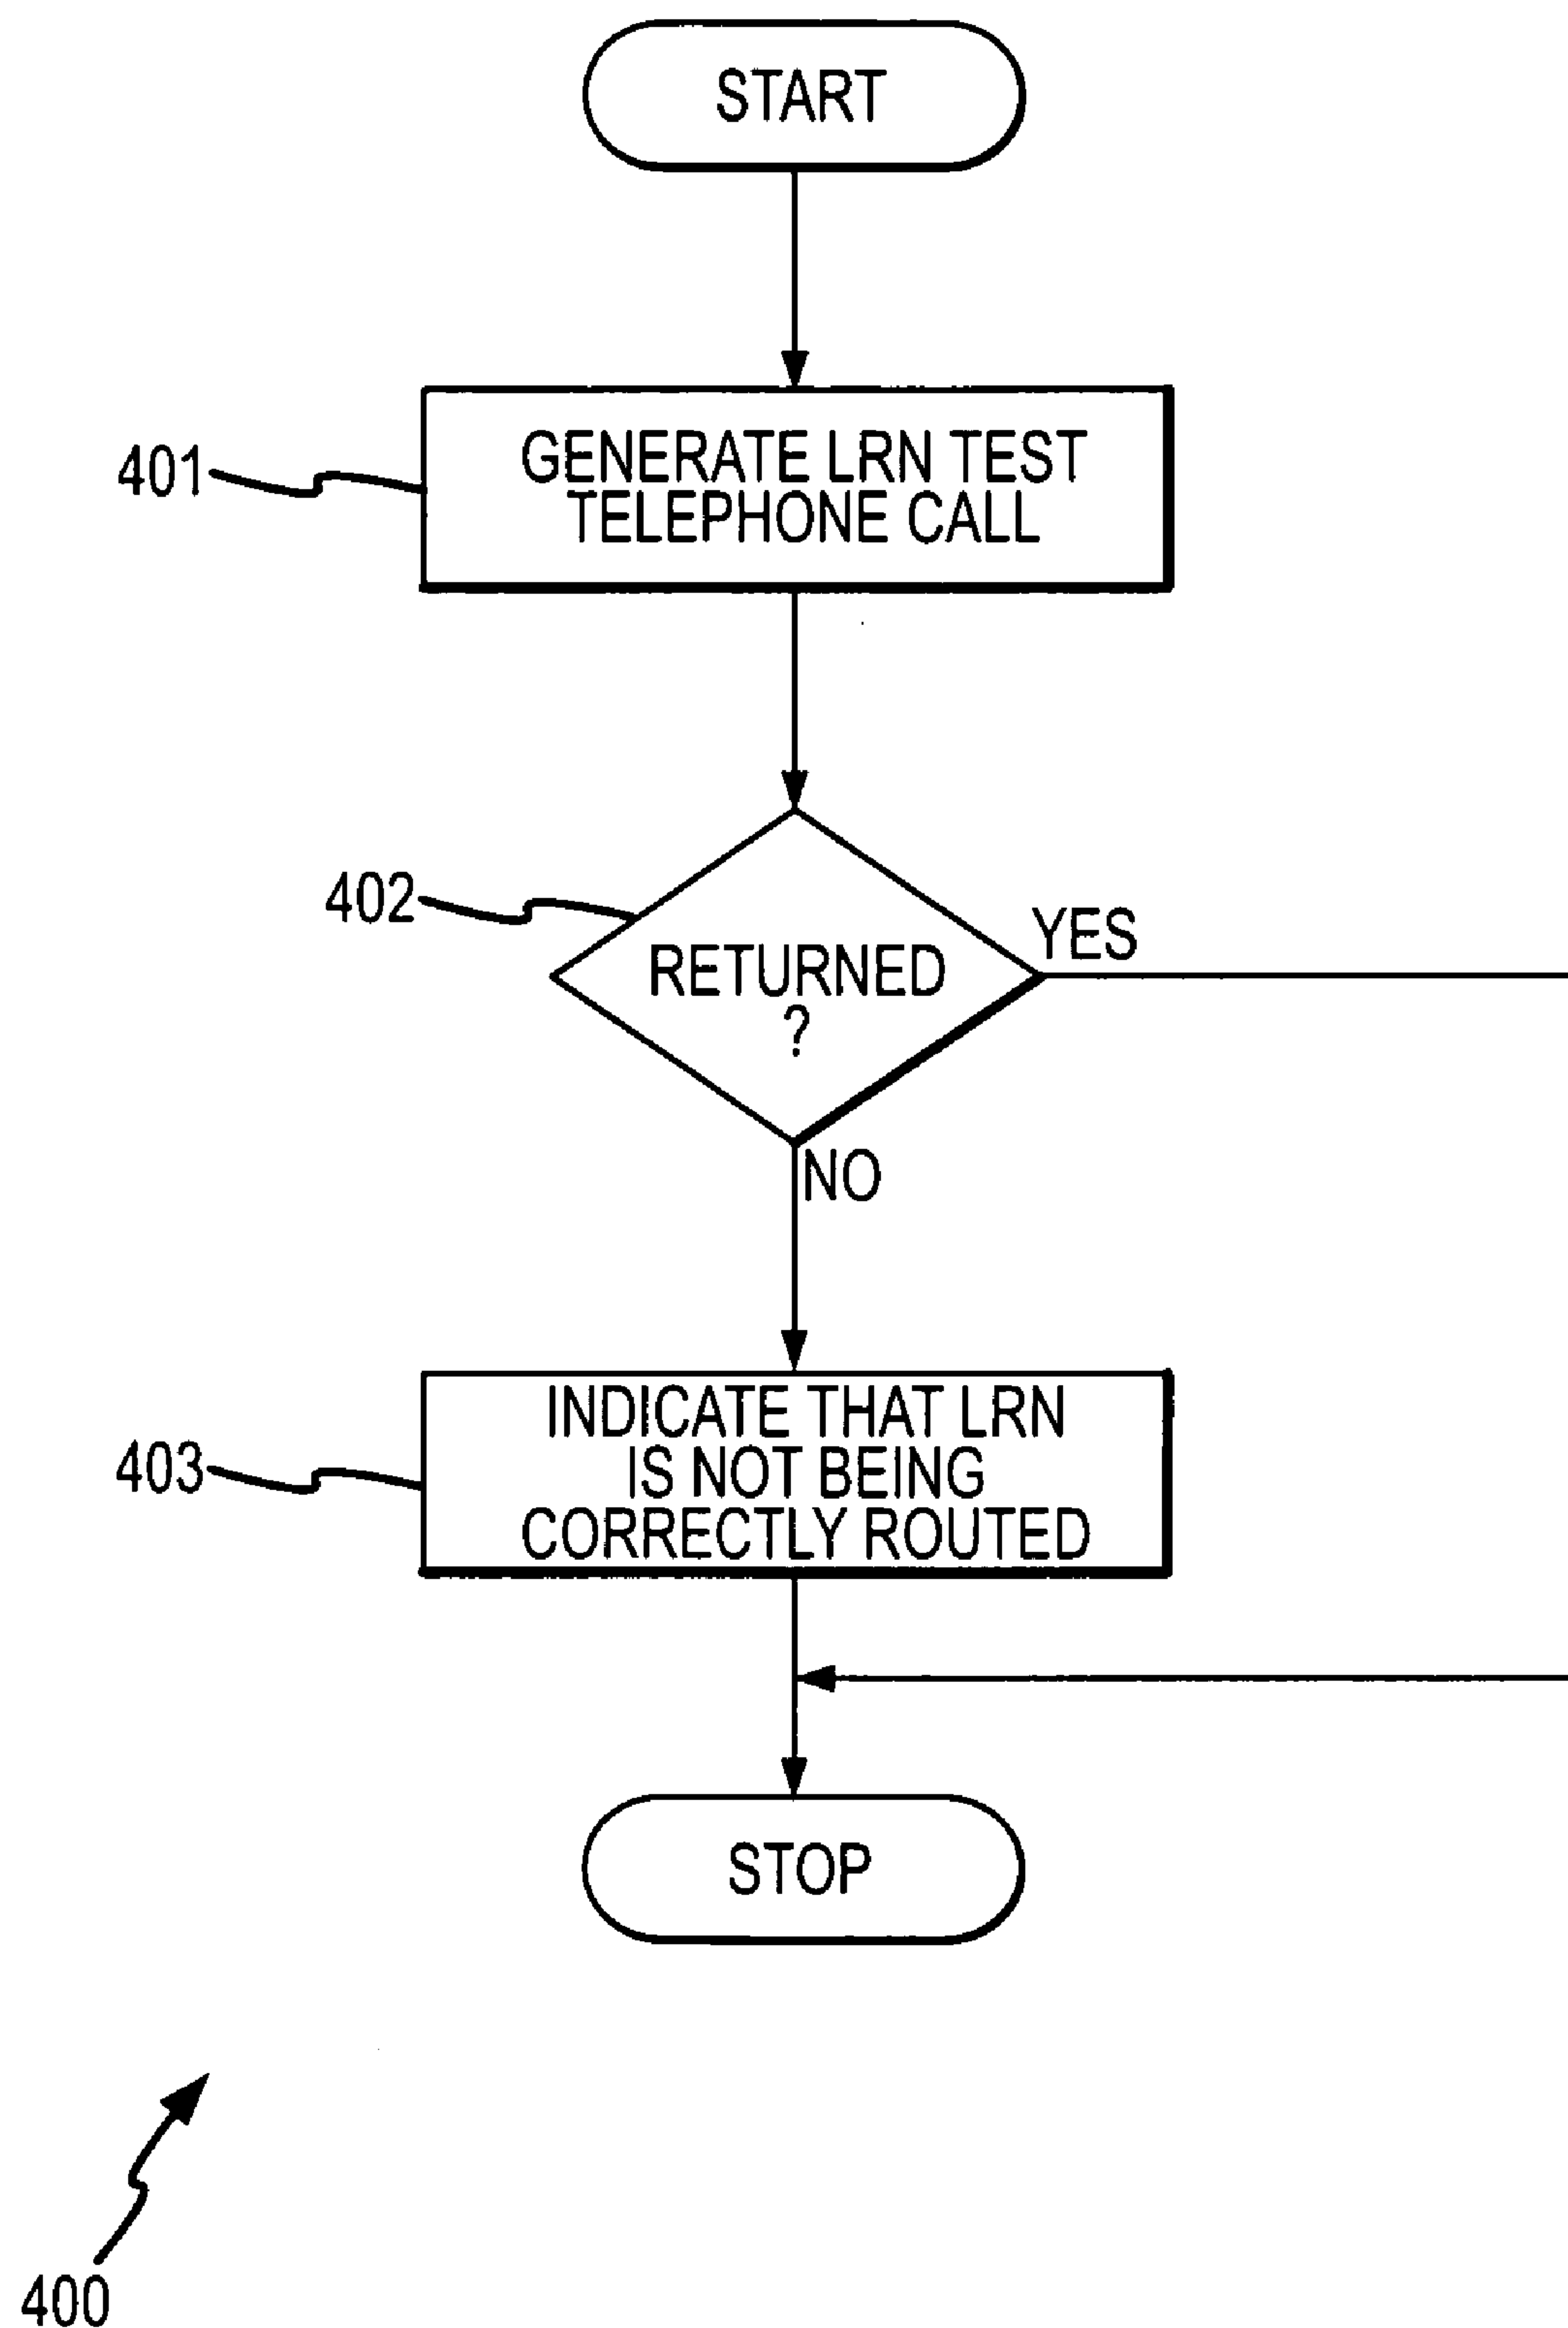 START
401
GENERATE LRN TEST
TELEPHONE CALL
402
RETURNED
?
YES
NO
403
INDICATE THAT LRN
IS NOT BEING
CORRECTLY ROUTED
STOP
400